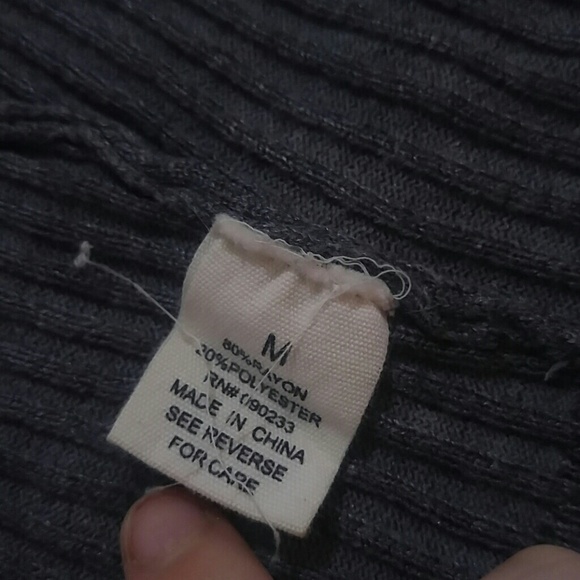 M
80%RAYON
20%POLYESTER
RN# 090233
MADE IN CHINA
SEE REVERSE
FOR CARE